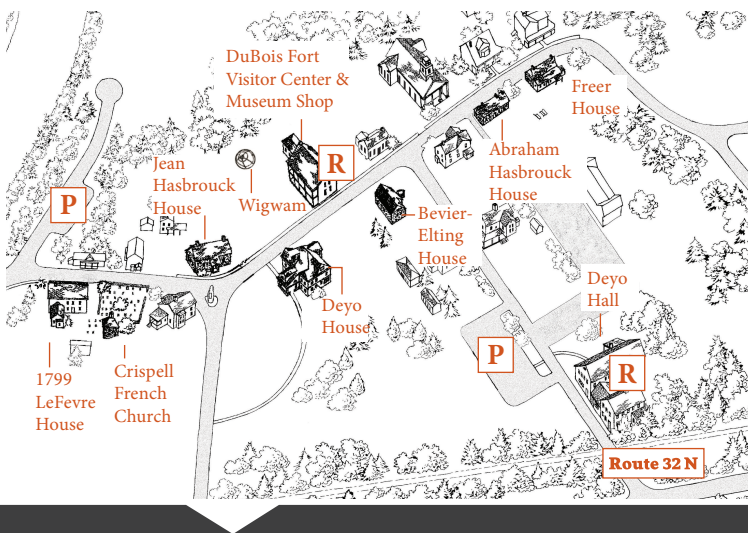 DuBois Fort
Visitor Center &
Museum Shop
Freer
House
R
Abraham
Hasbrouck
House
Jean
Hasbrouck
House
P
Wigwam
Bevier-
Elting
House
Deyo
Hall
Deyo
House
P
R
1799
LeFevre
House
Crispell
French
Church
Route 32 N